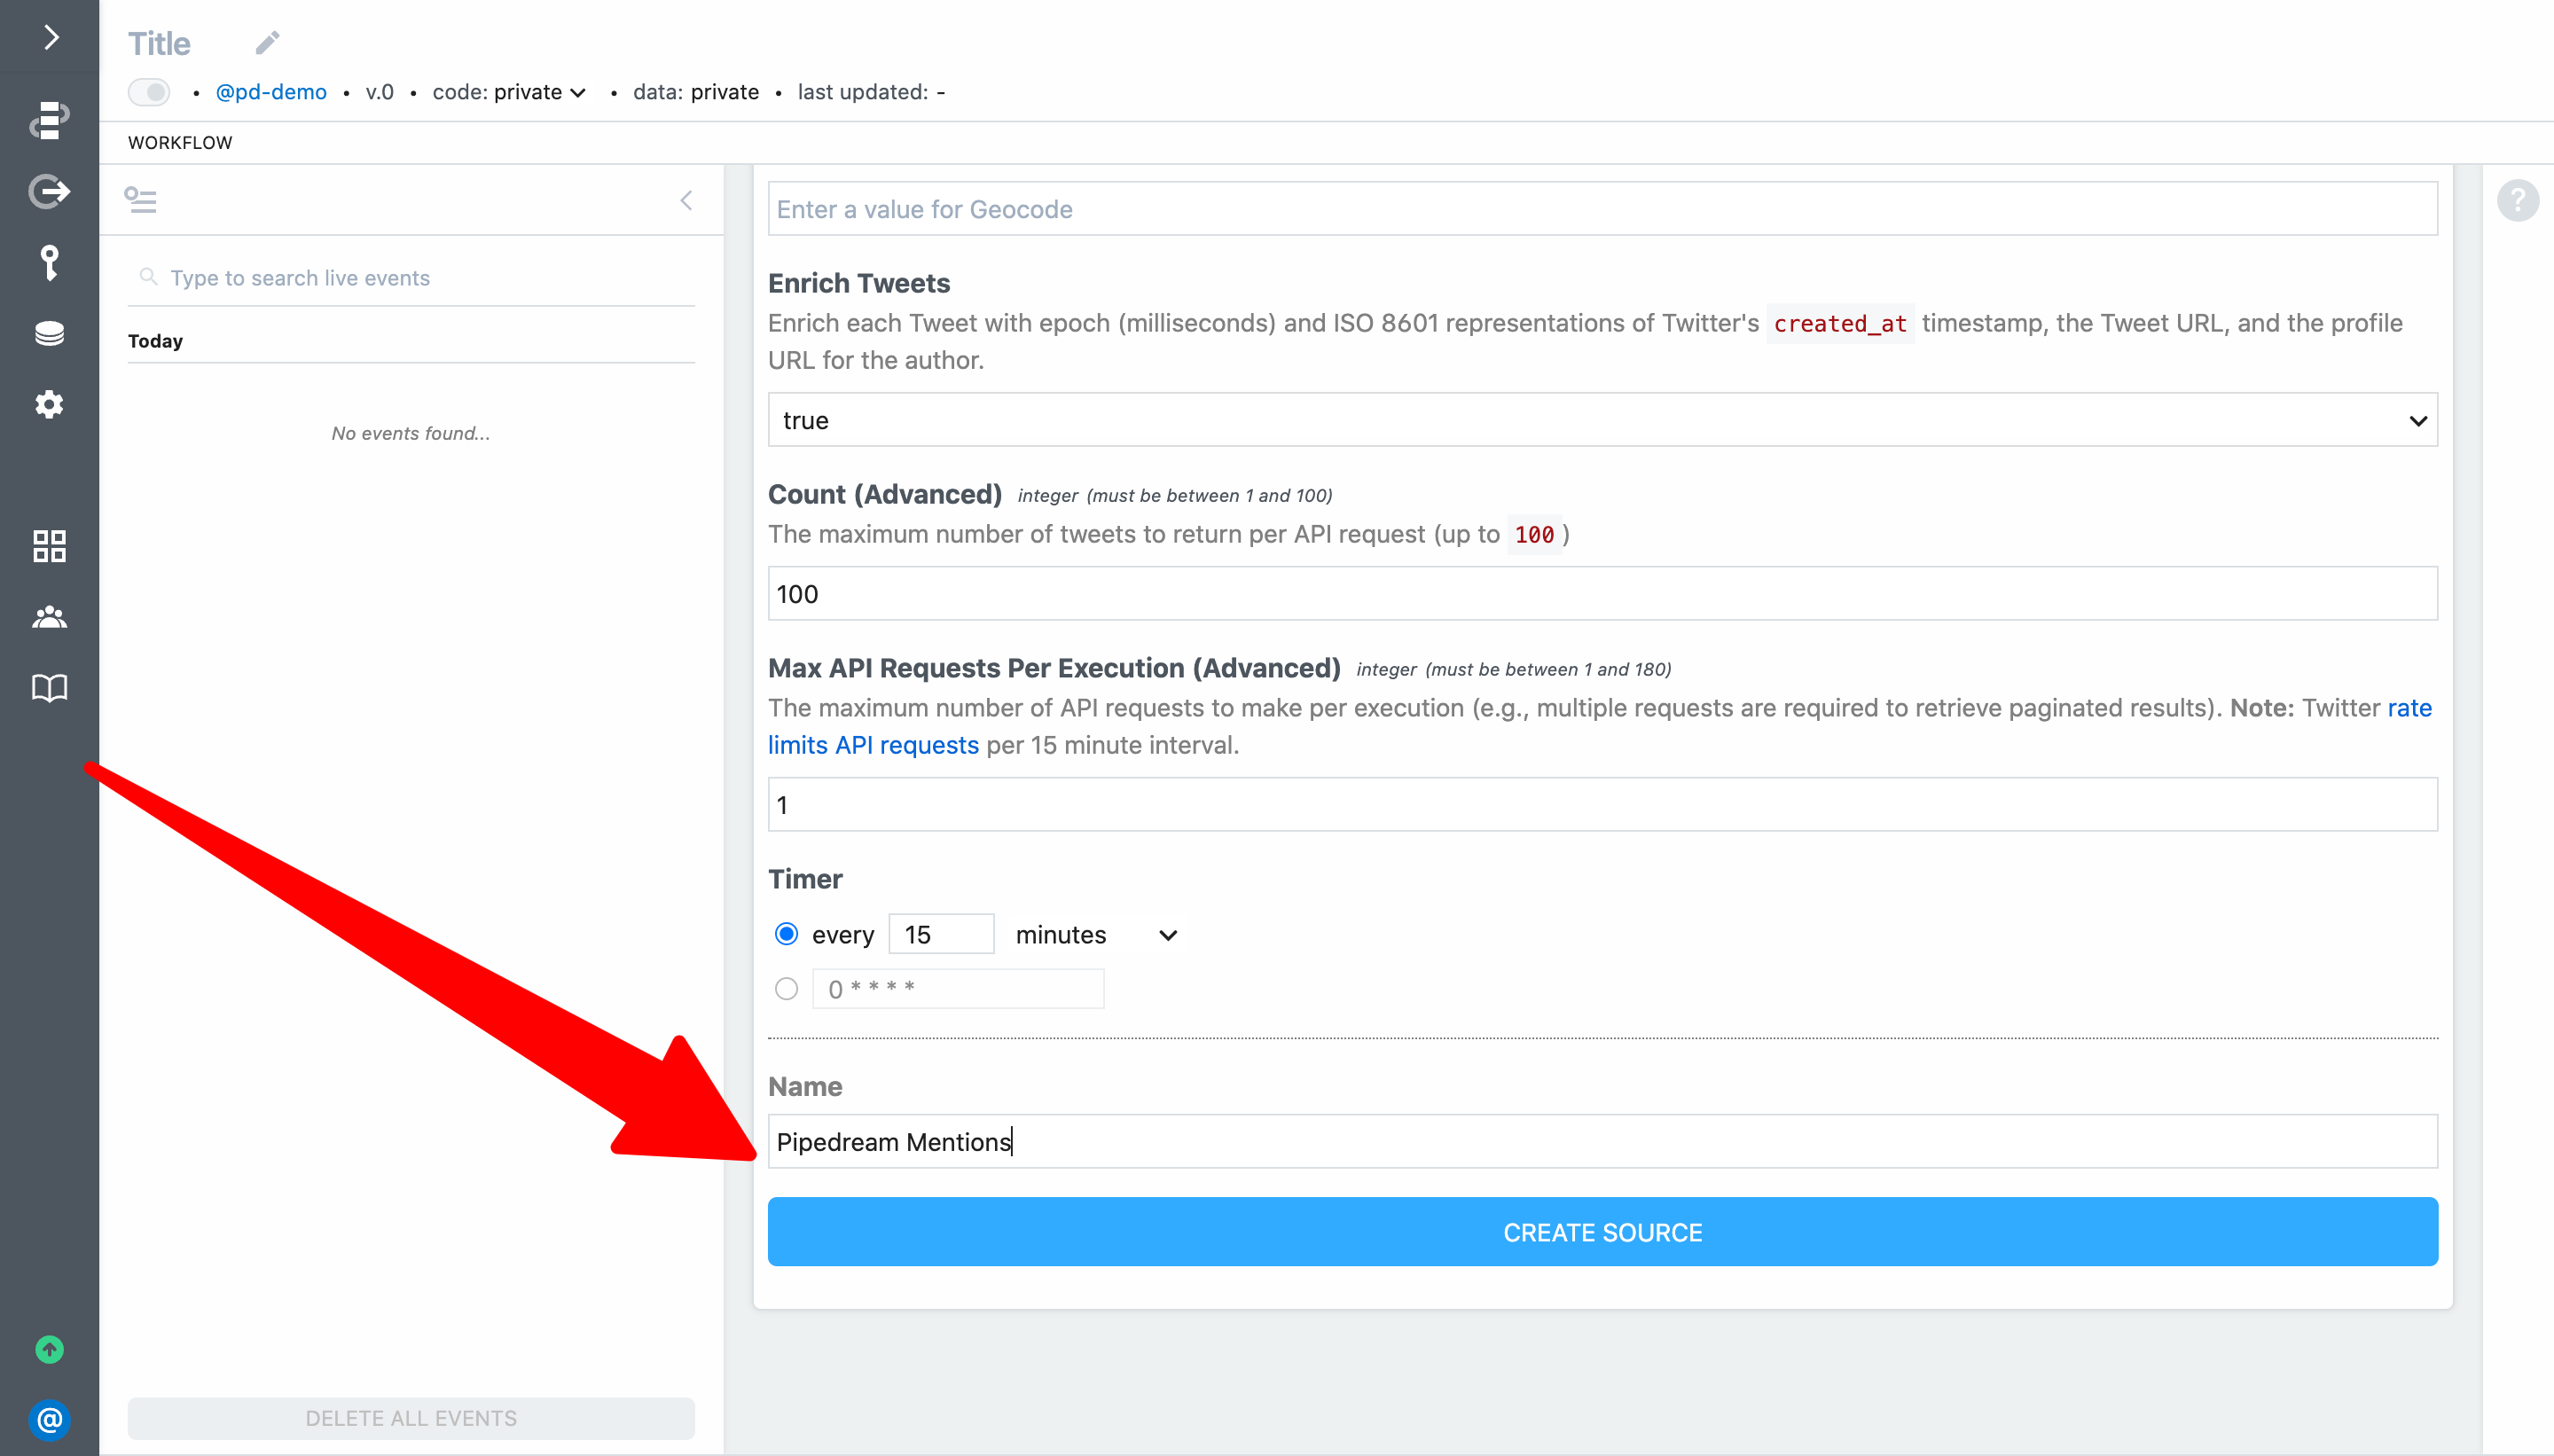 Title
• @pd-demo • v.0 • code: private • data: private • last updated: -
WORKFLOW
Type to search live events
Today
No events found...
DELETE ALL EVENTS
@
Enter a value for Geocode
?
Enrich Tweets
Enrich each Tweet with epoch (milliseconds) and ISO 8601 representations of Twitter's created_at timestamp, the Tweet URL, and the profile
URL for the author.
true
Count (Advanced) integer (must be between 1 and 100)
The maximum number of tweets to return per API request (up to 100 )
100
Max API Requests Per Execution (Advanced) integer (must be between 1 and 180)
The maximum number of API requests to make per execution (e.g., multiple requests are required to retrieve paginated results). Note: Twitter rate
limits API requests per 15 minute interval.
1
Timer
every 15 minutes
0 * * * *
Name
Pipedream Mentions
CREATE SOURCE